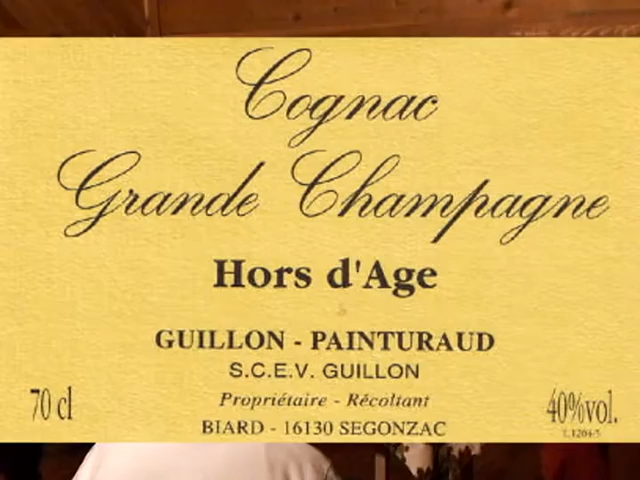 Cognac
Grande Champagne
Hors d'Age
GUILLON - PAINTURAUD
S.C.E.V. GUILLON
Propriétaire - Récoltant
70 cl
40%vol.
BIARD - 16130 SEGONZAC